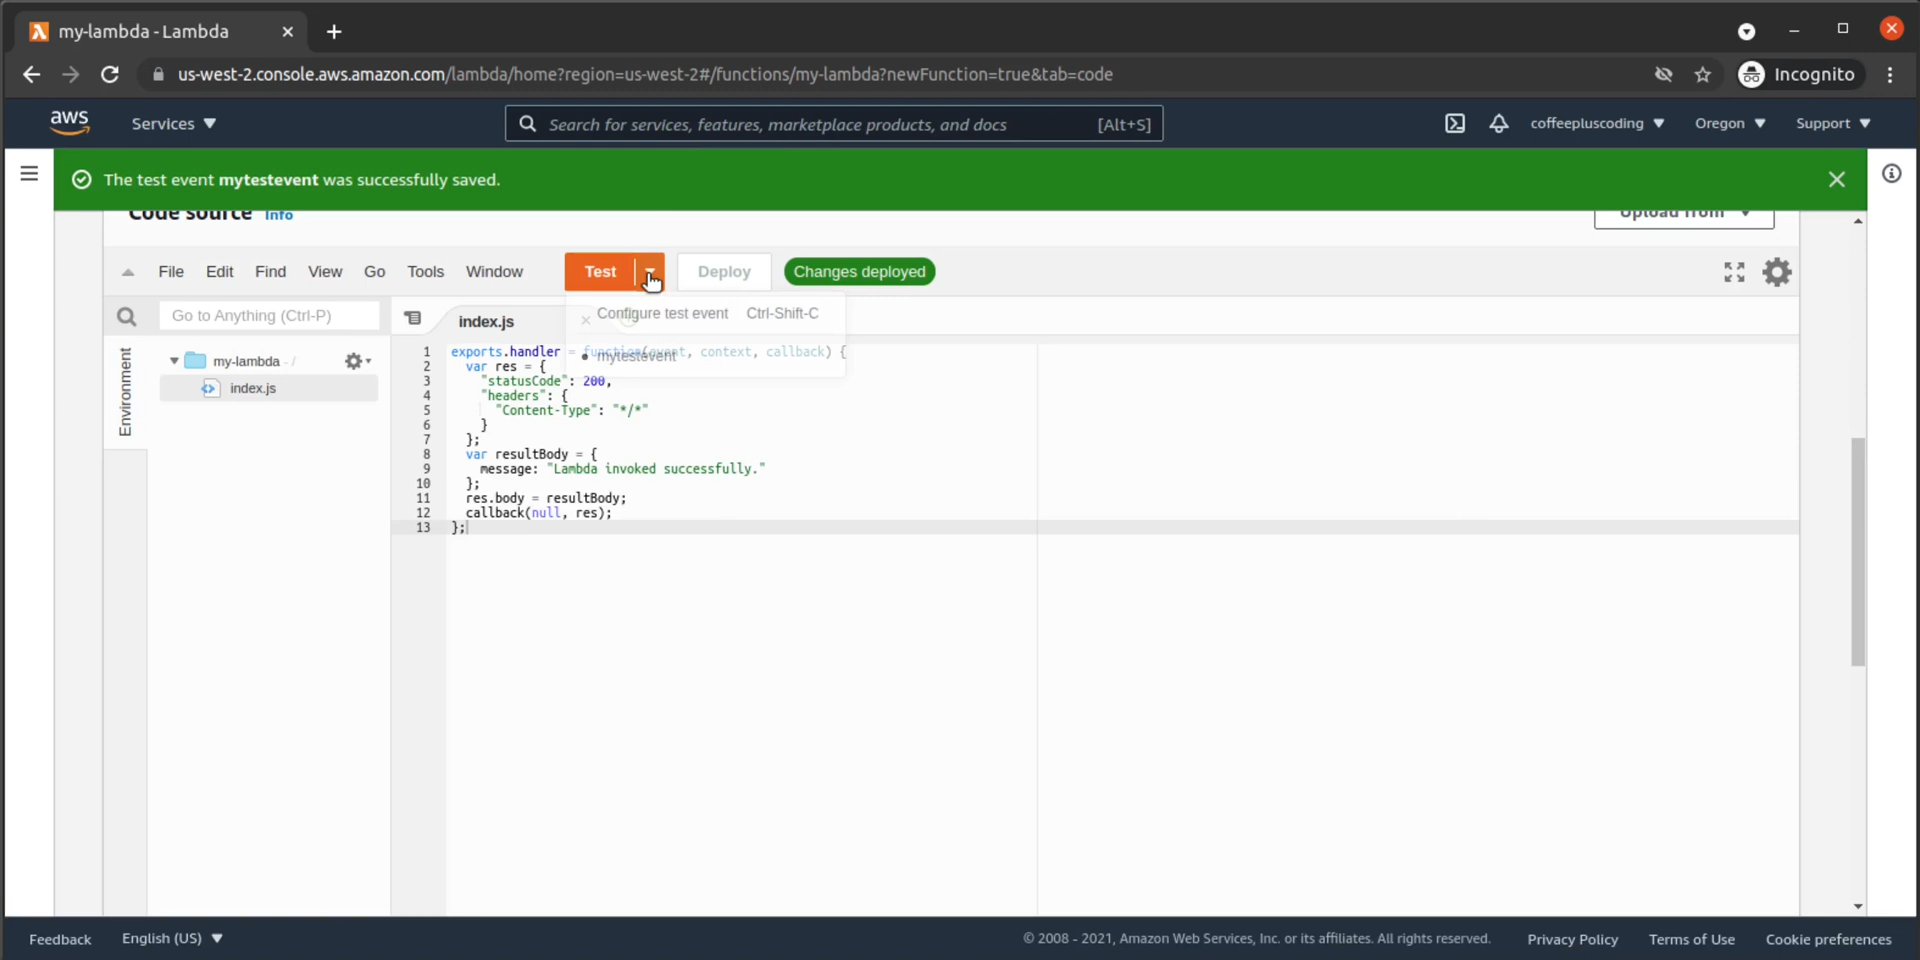 my-lambda - Lambda
us-west-2.console.aws.amazon.com/lambda/home?region=us-west-2#/functions/my-lambda?newFunction=true&tab=code
Incognito
aws
Services
Search for services, features, marketplace products, and docs
[Alt+S]
coffeepluscoding
Oregon
Support
The test event mytestevent was successfully saved.
Code source
Info
Upload from
File Edit Find View Go Tools Window
Test
Deploy
Changes deployed
Go to Anything (Ctrl-P)
index.js
Configure test event Ctrl-Shift-C
mytestevent
Environment
my-lambda - /
index.js
1 exports.handler = function(event, context, callback) {
2 var res = {
3 "statusCode": 200,
4 "headers": {
5 "Content-Type": "*/*"
6 }
7 };
8 var resultBody = {
9 message: "Lambda invoked successfully."
10 };
11 res.body = resultBody;
12 callback(null, res);
13 };
Feedback
English (US)
© 2008 - 2021, Amazon Web Services, Inc. or its affiliates. All rights reserved.
Privacy Policy
Terms of Use
Cookie preferences